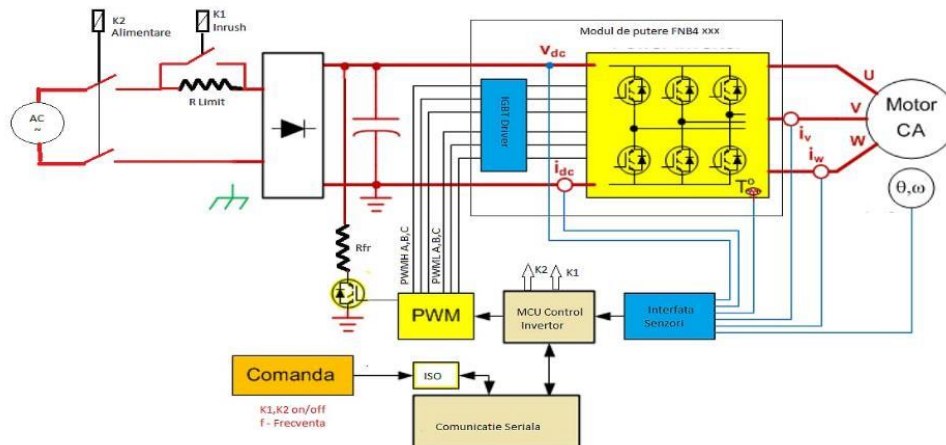 K2
Alimentare
K1
Inrush
R Limit
AC
~
Modul de putere FNB4 xxx
Vdc
IGBT Driver
idc
U
V
iv
W
iw
T°
Motor
CA
θ,ω
Rfr
PWMH A,B,C
PWML A,B,C
K2
K1
PWM
MCU Control
Invertor
Interfata
Senzori
Comanda
ISO
K1,K2 on/off
f - Frecventa
Comunicatie Seriala